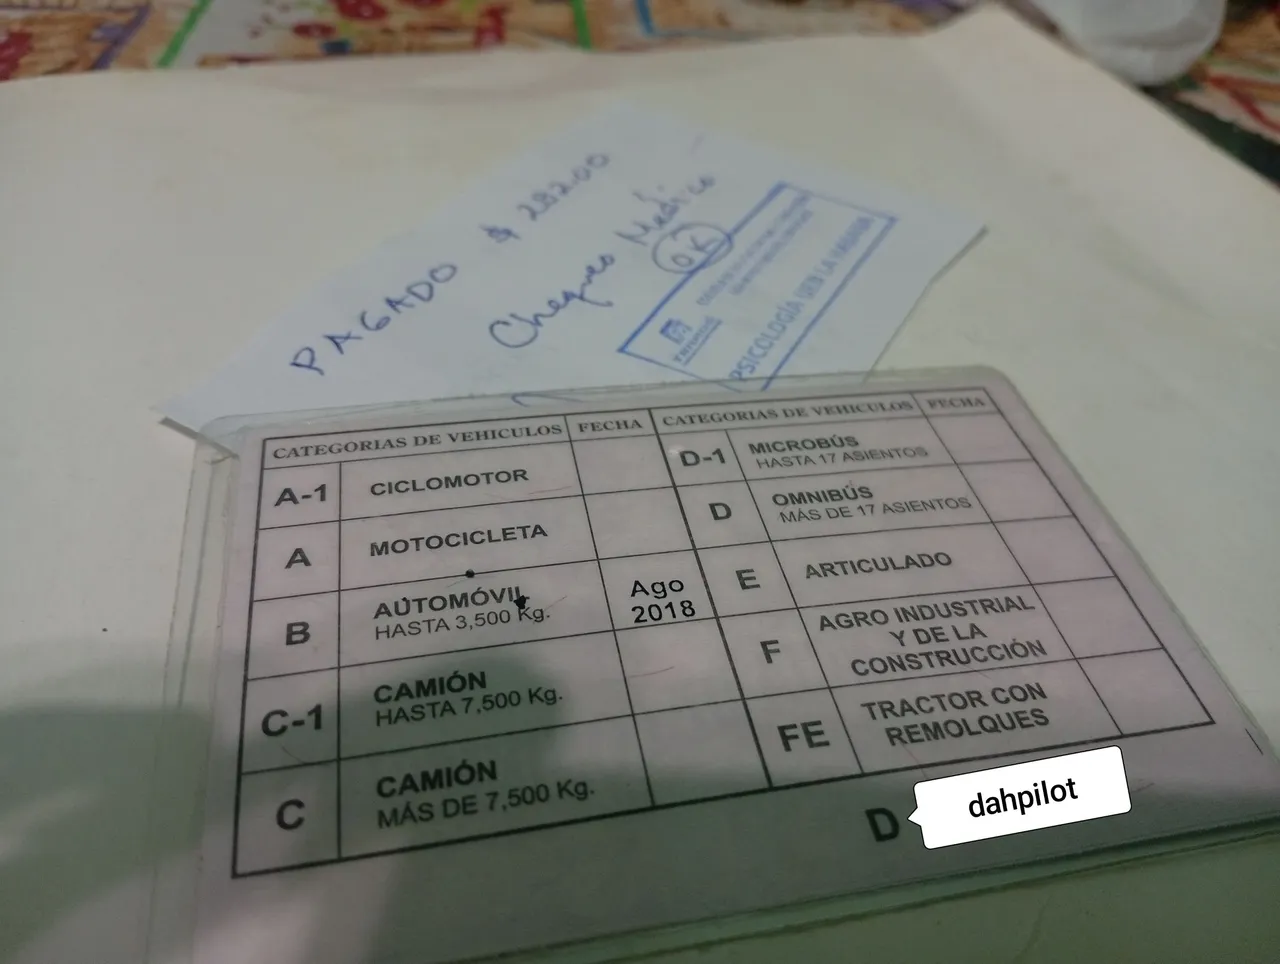 PAGADO $ 282.00
Chequeo Médico
OK
PSICOLOGÍA UEB LA HABANA
CATEGORIAS DE VEHICULOS FECHA CATEGORIAS DE VEHICULOS FECHA
A-1 CICLOMOTOR
A MOTOCICLETA
B AUTOMÓVIL
HASTA 3,500 Kg.
Ago
2018
C-1 CAMIÓN
HASTA 7,500 Kg.
C CAMIÓN
MÁS DE 7,500 Kg.
D-1 MICROBÚS
HASTA 17 ASIENTOS
D OMNIBÚS
MÁS DE 17 ASIENTOS
E ARTICULADO
F AGRO INDUSTRIAL
Y DE LA
CONSTRUCCIÓN
FE TRACTOR CON
REMOLQUES
D
dahpilot